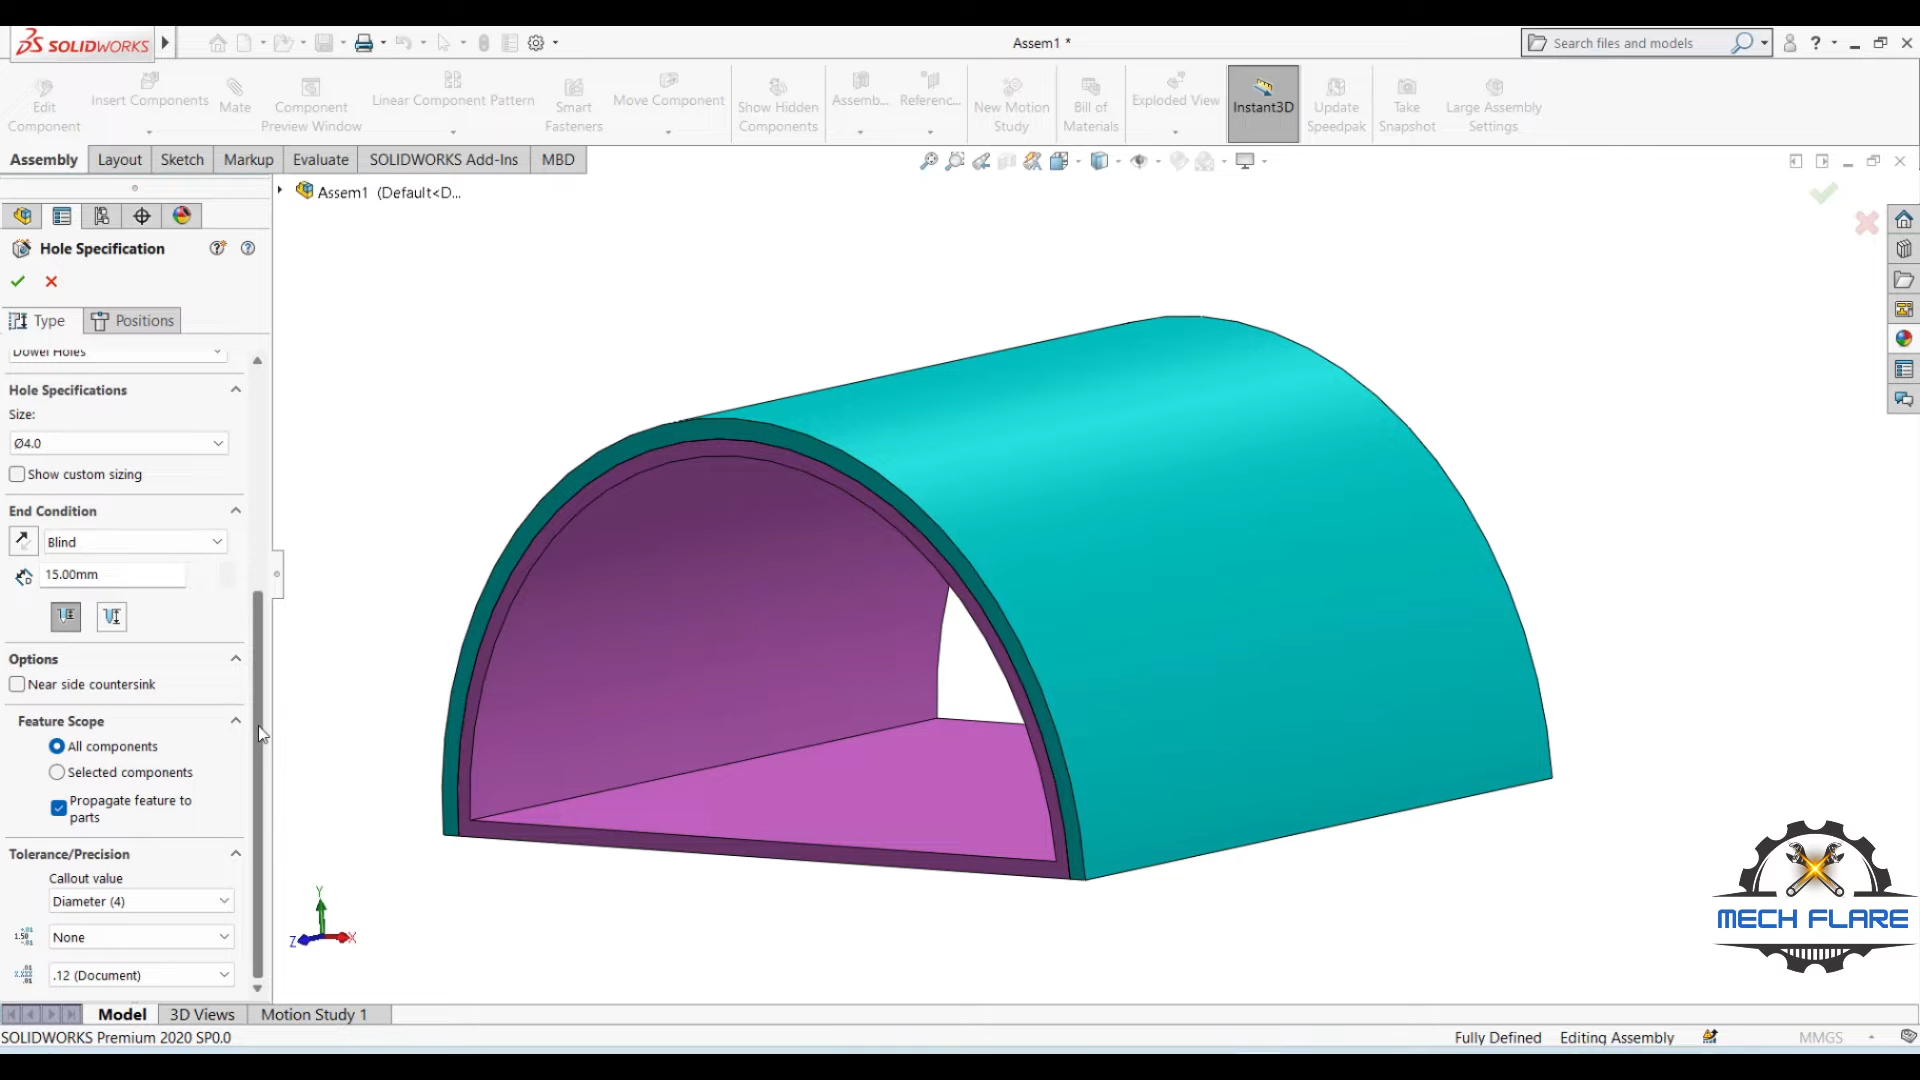 SOLIDWORKS
Assem1 *
Search files and models
?
Edit Component
Insert Components
Mate
Component Preview Window
Linear Component Pattern
Smart Fasteners
Move Component
Show Hidden Components
Assemb...
Referenc...
New Motion Study
Bill of Materials
Exploded View
Instant3D
Update Speedpak
Take Snapshot
Large Assembly Settings
Assembly
Layout
Sketch
Markup
Evaluate
SOLIDWORKS Add-Ins
MBD
Assem1 (Default<D...
Hole Specification
Type
Positions
Dowel Holes
Hole Specifications
Size:
Ø4.0
Show custom sizing
End Condition
Blind
15.00mm
Options
Near side countersink
Feature Scope
All components
Selected components
Propagate feature to
parts
Tolerance/Precision
Callout value
Diameter (4)
None
.12 (Document)
Y
Z
X
MECH FLARE
Model
3D Views
Motion Study 1
SOLIDWORKS Premium 2020 SP0.0
Fully Defined
Editing Assembly
MMGS